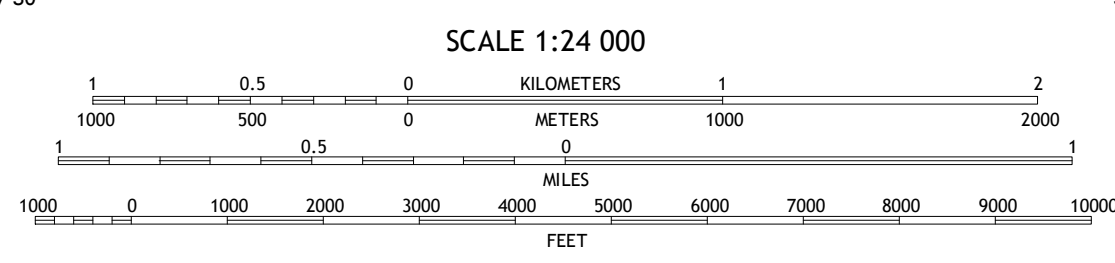 SCALE 1:24 000
1 0.5 0 KILOMETERS 1 2
1000 500 0 METERS 1000 2000
1 0.5 0 1
MILES
1000 0 1000 2000 3000 4000 5000 6000 7000 8000 9000 10000
FEET